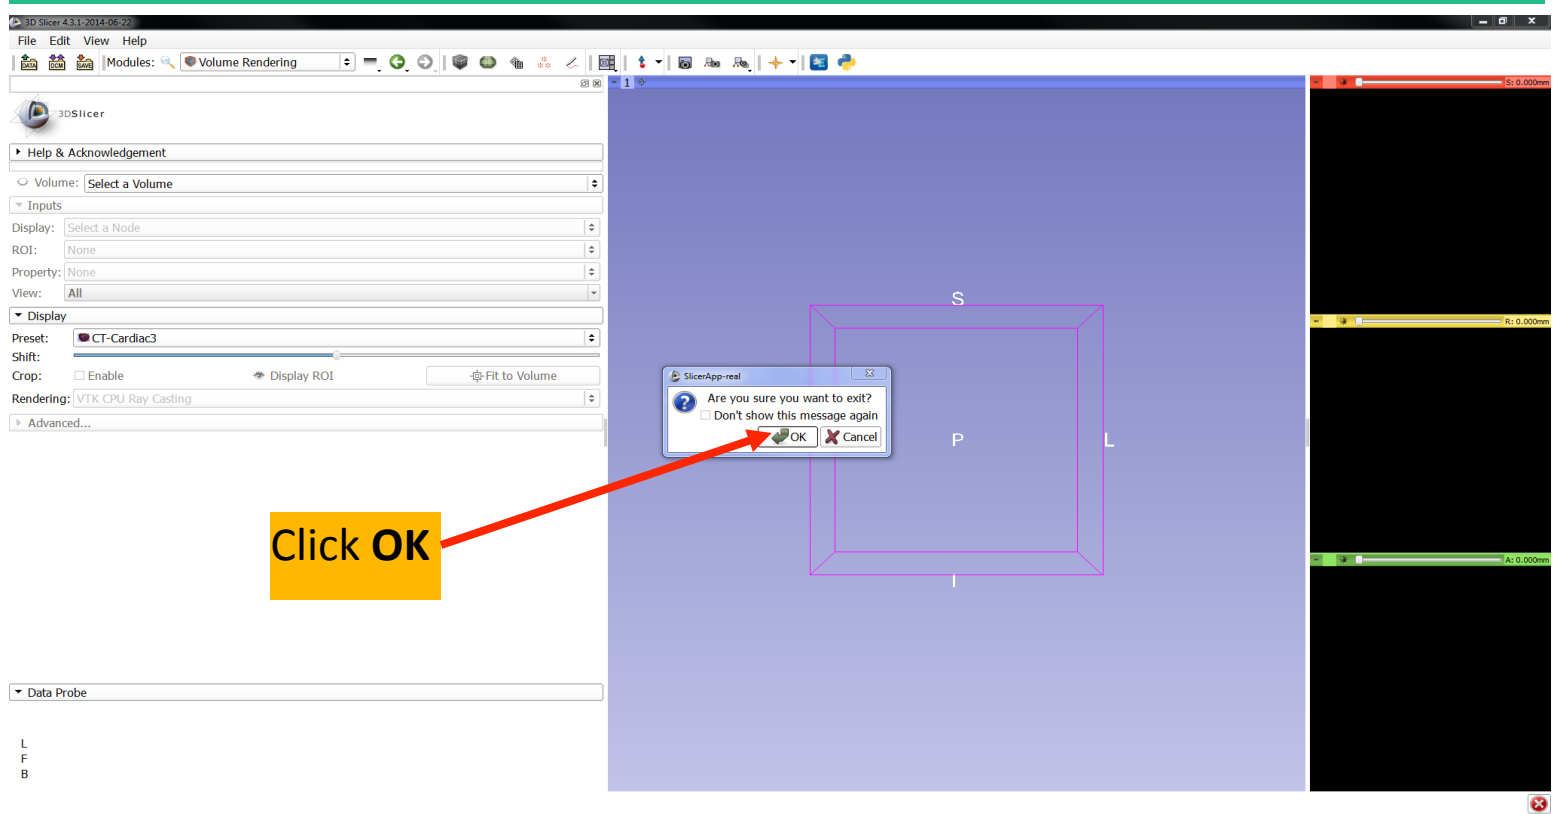 3D Slicer 4.3.1-2014-06-22
File Edit View Help
DATA DCM SAVE Modules: Volume Rendering
1
S: 0.000mm
3DSlicer
Help & Acknowledgement
Volume: Select a Volume
Inputs
Display: Select a Node
ROI: None
Property: None
View: All
Display
Preset: CT-Cardiac3
Shift:
Crop: Enable Display ROI Fit to Volume
Rendering: VTK CPU Ray Casting
Advanced...
S
R: 0.000mm
SlicerApp-real
Are you sure you want to exit?
Don't show this message again
OK Cancel
P
L
I
Click OK
A: 0.000mm
Data Probe
L
F
B